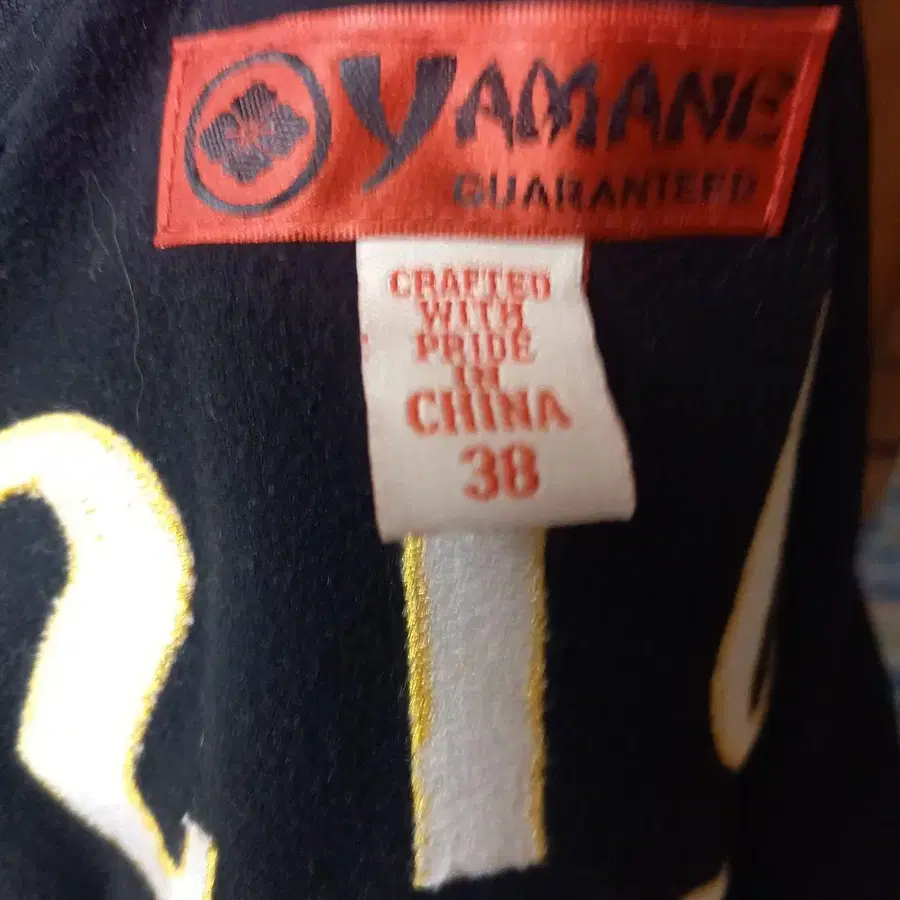 YAMANE
GUARANTEED
CRAFTED
WITH
PRIDE
IN
CHINA
38